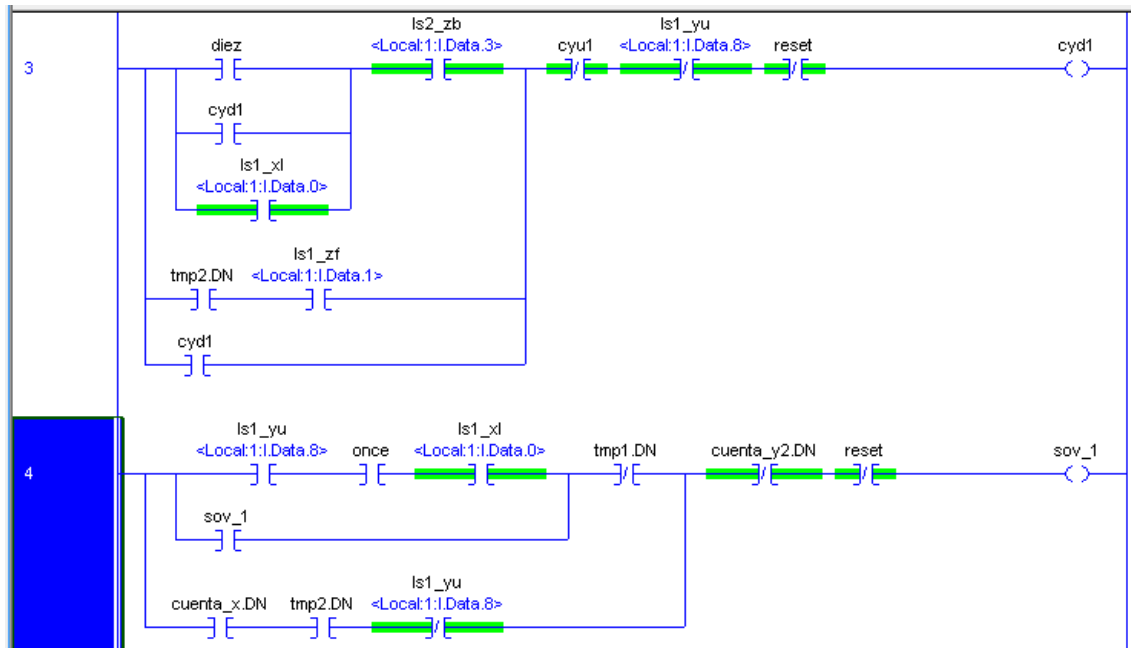 ls2_zb ls1_yu
diez <Local:1:I.Data.3> cyu1 <Local:1:I.Data.8> reset cyd1
3
cyd1
ls1_xl
<Local:1:I.Data.0>
ls1_zf
tmp2.DN <Local:1:I.Data.1>
cyd1
ls1_yu ls1_xl
<Local:1:I.Data.8> once <Local:1:I.Data.0> tmp1.DN cuenta_y2.DN reset sov_1
4
sov_1
ls1_yu
cuenta_x.DN tmp2.DN <Local:1:I.Data.8>